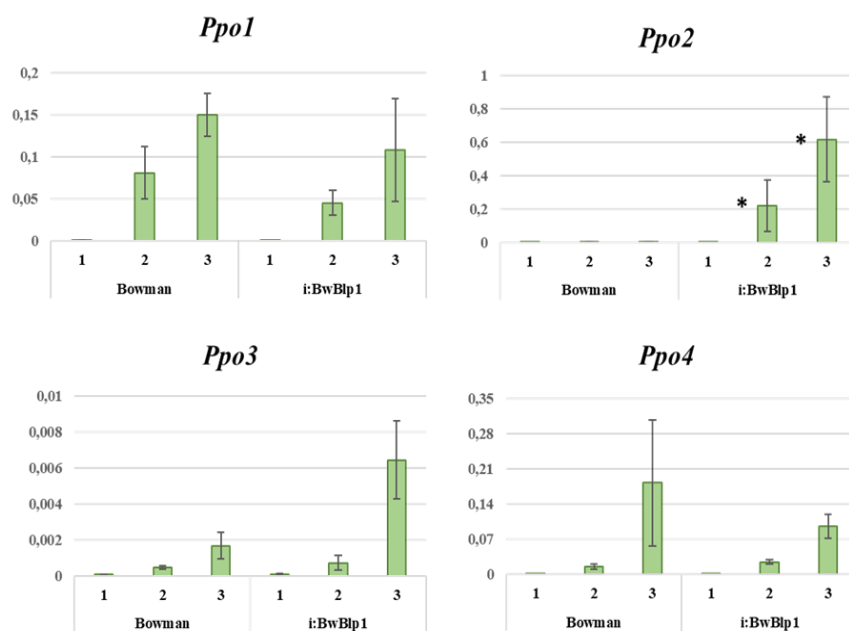 Ppo1
0,2
0,15
0,1
0,05
0
1 2 3 1 2 3
Bowman i:BwBlp1
Ppo2
1
0,8
0,6
0,4
0,2
0
*
*
1 2 3 1 2 3
Bowman i:BwBlp1
Ppo3
0,01
0,008
0,006
0,004
0,002
0
1 2 3 1 2 3
Bowman i:BwBlp1
Ppo4
0,35
0,28
0,21
0,14
0,07
0
1 2 3 1 2 3
Bowman i:BwBlp1